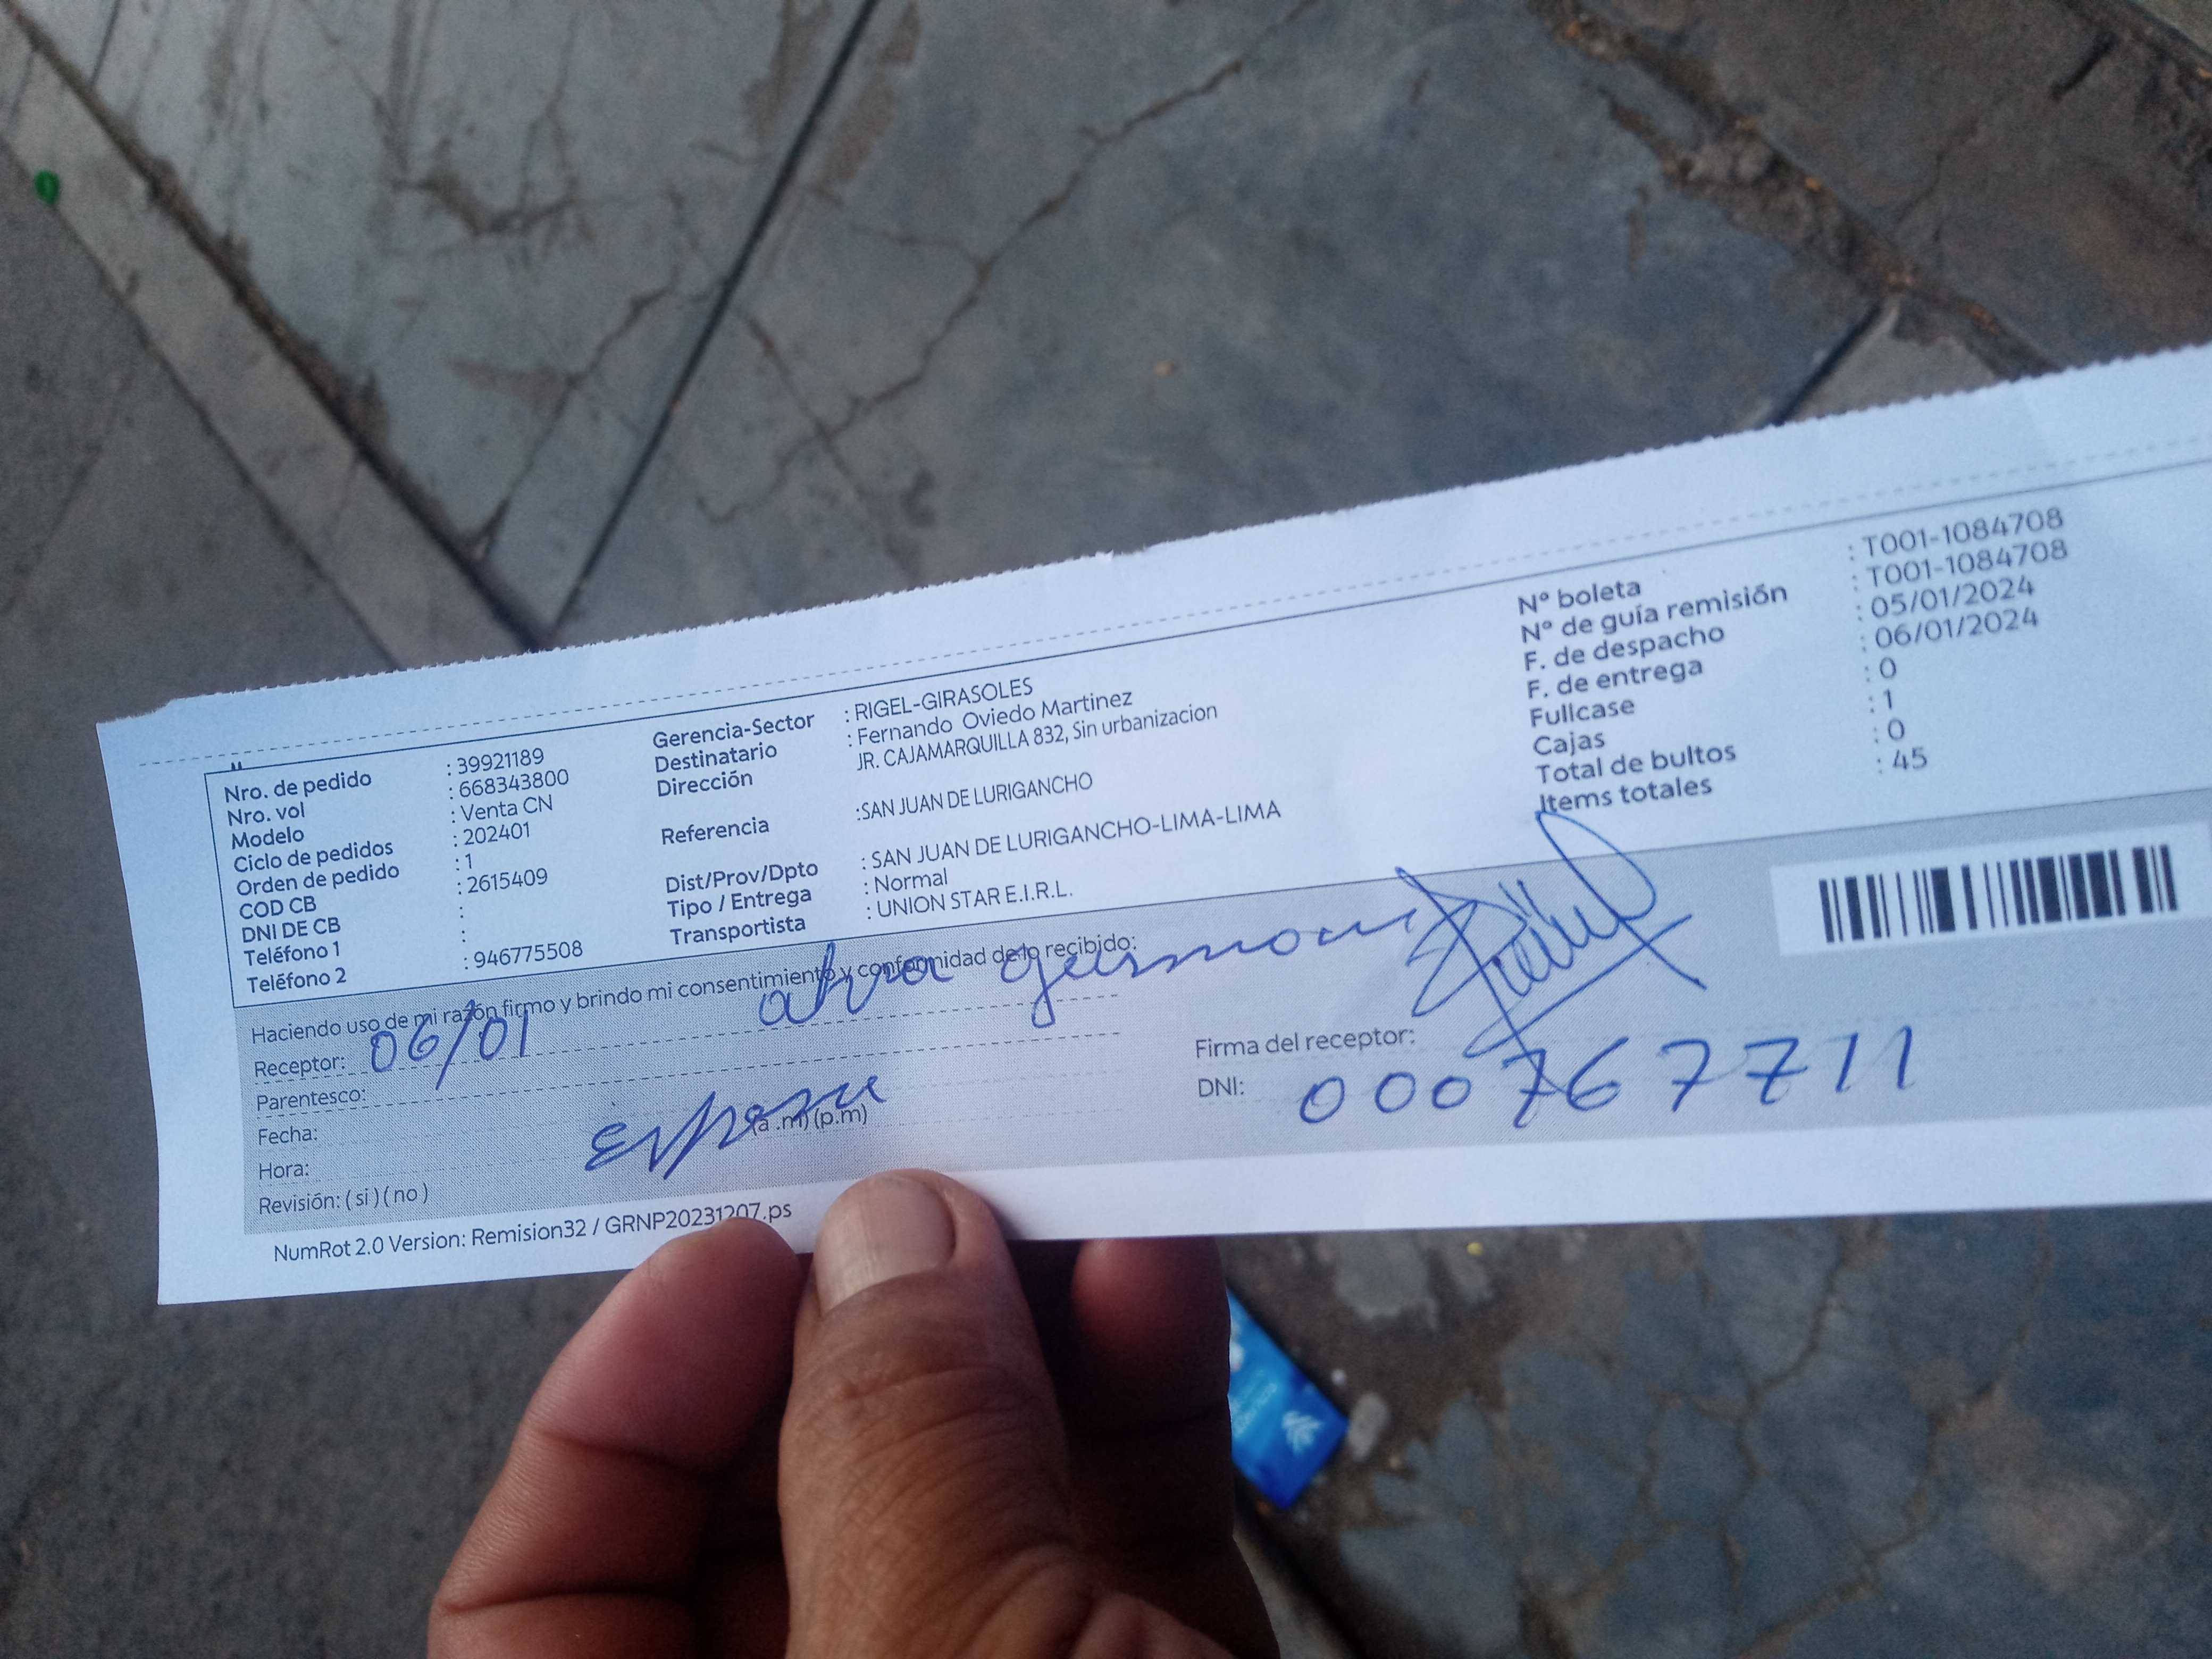 Nro. de pedido : 39921189
Nro. vol : 668343800
Modelo : Venta CN
Ciclo de pedidos : 202401
Orden de pedido : 1
COD CB : 2615409
DNI DE CB :
Teléfono 1 :
Teléfono 2 : 946775508
Gerencia-Sector : RIGEL-GIRASOLES
Destinatario : Fernando Oviedo Martinez
Dirección JR. CAJAMARQUILLA 832, Sin urbanizacion
Referencia :SAN JUAN DE LURIGANCHO
Dist/Prov/Dpto : SAN JUAN DE LURIGANCHO-LIMA-LIMA
Tipo / Entrega : Normal
Transportista : UNION STAR E.I.R.L.
Nº boleta : T001-1084708
Nº de guía remisión : T001-1084708
F. de despacho : 05/01/2024
F. de entrega : 06/01/2024
Fullcase : 0
Cajas : 1
Total de bultos : 0
Items totales : 45
Haciendo uso de mi razón firmo y brindo mi consentimiento y conformidad de lo recibido:
Receptor: 06/01
Parentesco:
Fecha:
Hora: (a .m) (p.m)
Revisión: ( si ) ( no )
Firma del receptor:
DNI: 000767711
NumRot 2.0 Version: Remision32 / GRNP20231207.ps